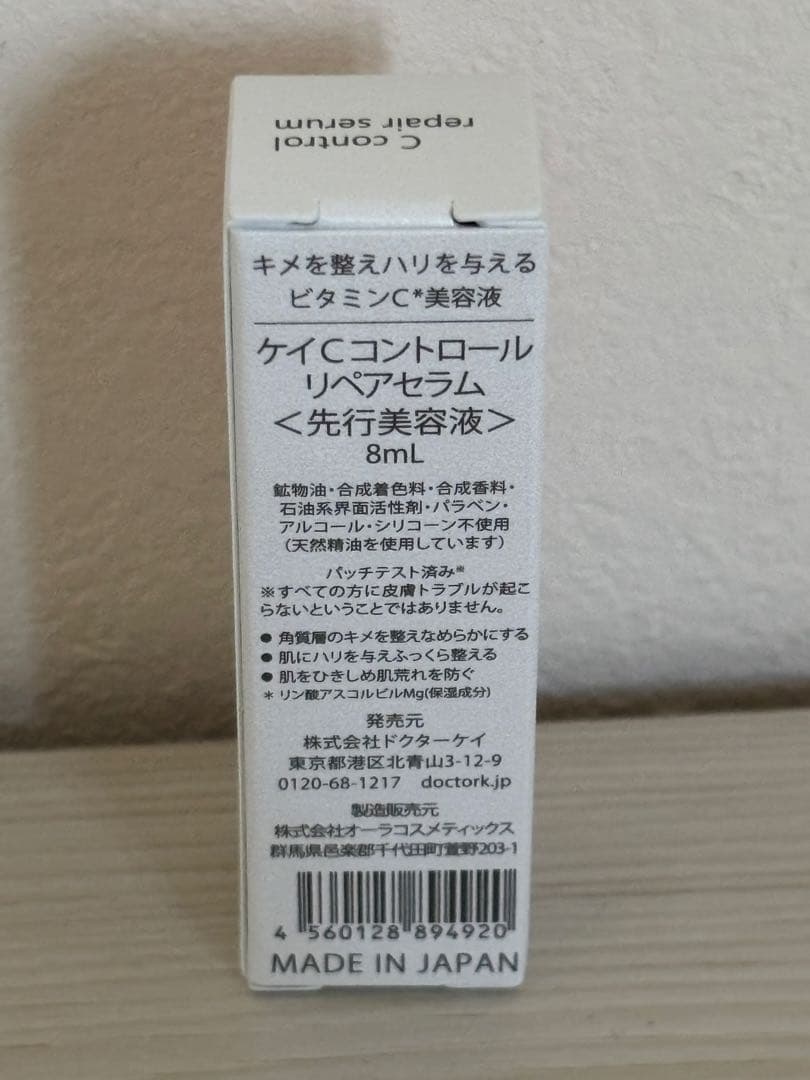 C control
repair serum
キメを整えハリを与える
ビタミンC*美容液
ケイCコントロール
リペアセラム
＜先行美容液＞
8mL
鉱物油・合成着色料・合成香料・
石油系界面活性剤・パラベン・
アルコール・シリコーン不使用
（天然精油を使用しています）
パッチテスト済み※
※すべての方に皮膚トラブルが起こ
らないということではありません。
● 角質層のキメを整えなめらかにする
● 肌にハリを与えふっくら整える
● 肌をひきしめ肌荒れを防ぐ
* リン酸アスコルビルMg(保湿成分)
発売元
株式会社ドクターケイ
東京都港区北青山3-12-9
0120-68-1217 doctork.jp
製造販売元
株式会社オーラコスメティックス
群馬県邑楽郡千代田町萱野203-1
4 560128 894920
MADE IN JAPAN